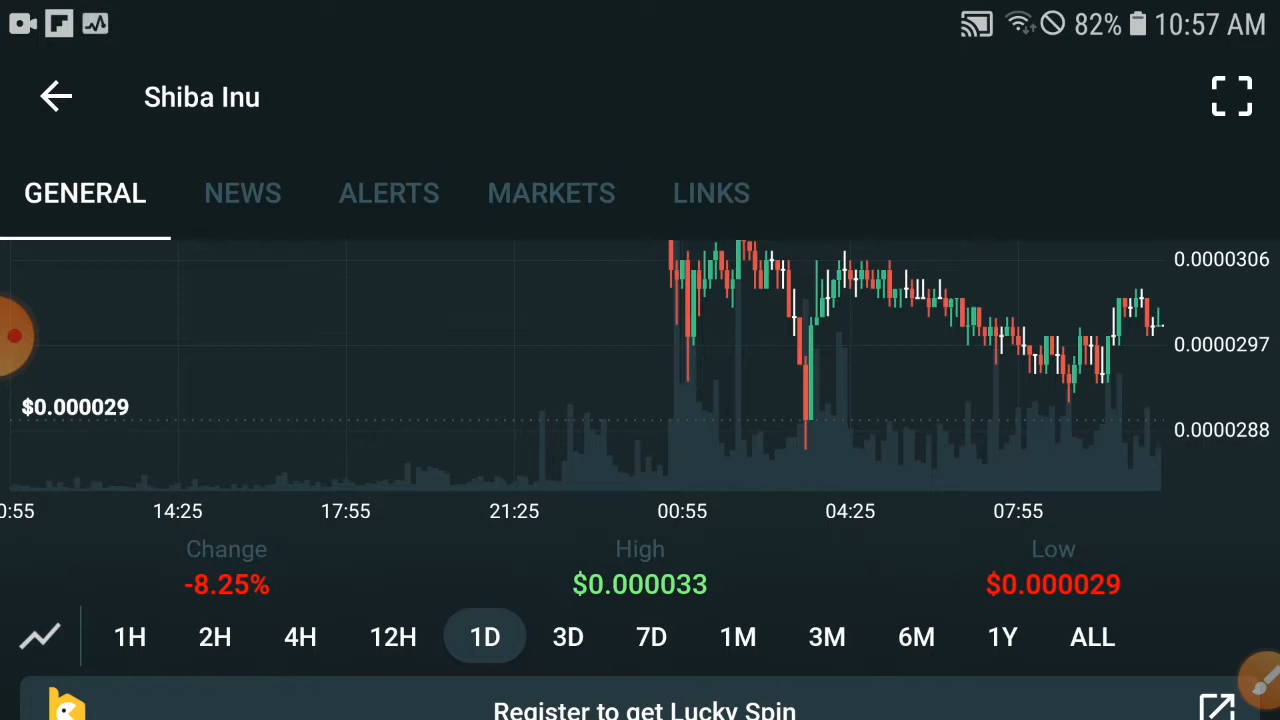 82% 10:57 AM
Shiba Inu
GENERAL NEWS ALERTS MARKETS LINKS
0.0000306
0.0000297
$0.000029
0.0000288
0:55 14:25 17:55 21:25 00:55 04:25 07:55
Change High Low
-8.25% $0.000033 $0.000029
1H 2H 4H 12H 1D 3D 7D 1M 3M 6M 1Y ALL
Register to get Lucky Spin